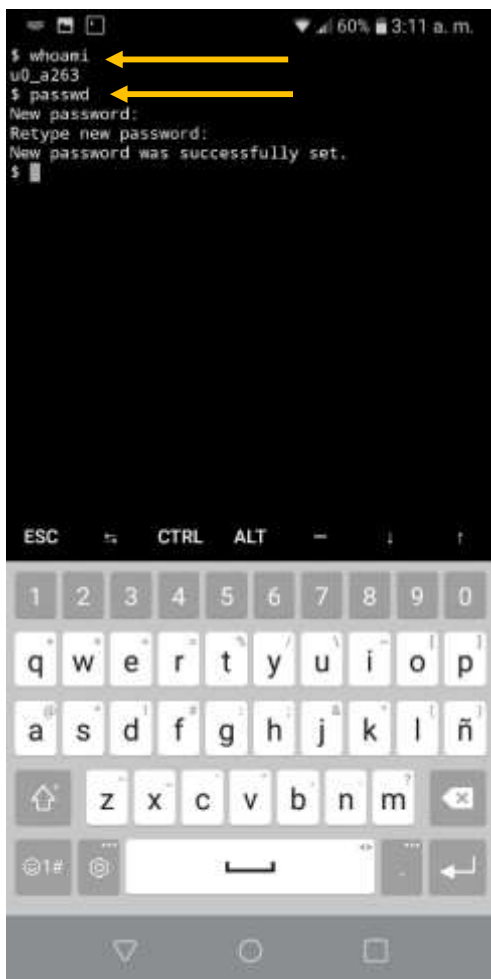 60% 3:11 a. m.
$ whoami
u0_a263
$ passwd
New password:
Retype new password:
New password was successfully set.
$
ESC ⇆ CTRL ALT — ↓ ↑
1 2 3 4 5 6 7 8 9 0
q w e r t y u i o p
a s d f g h j k l ñ
z x c v b n m
1# .